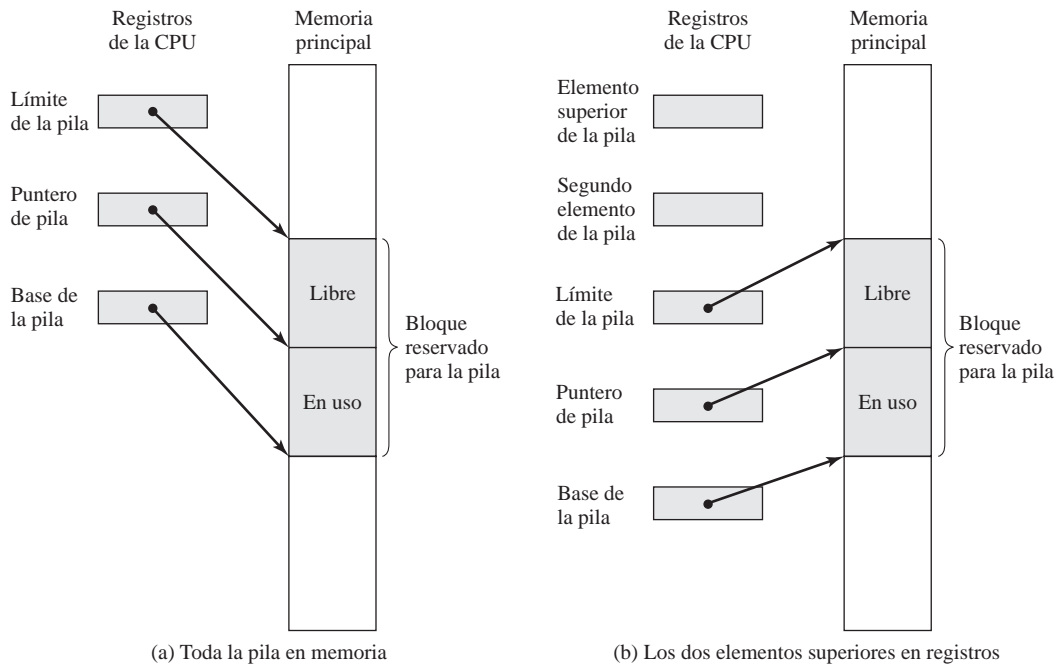 Registros
de la CPU
Memoria
principal
Límite
de la pila
Puntero
de pila
Base de
la pila
Libre
En uso
Bloque
reservado
para la pila
(a) Toda la pila en memoria
Registros
de la CPU
Memoria
principal
Elemento
superior
de la pila
Segundo
elemento
de la pila
Límite
de la pila
Puntero
de pila
Base de
la pila
Libre
En uso
Bloque
reservado
para la pila
(b) Los dos elementos superiores en registros